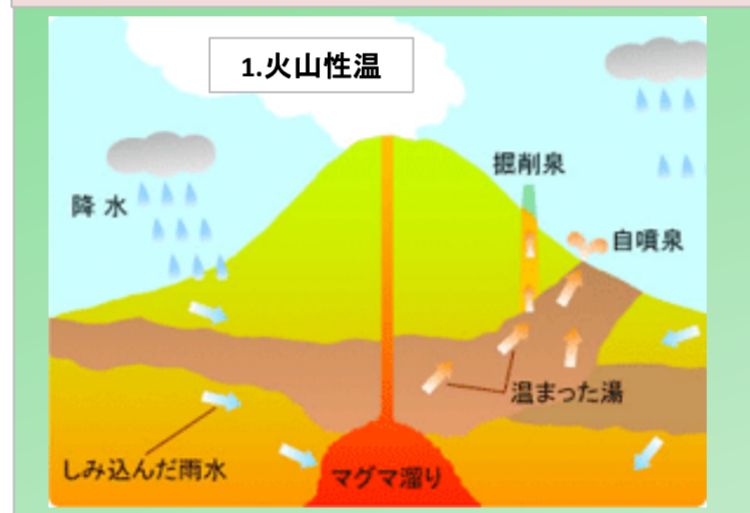 1.火山性温
掘削泉
降水
自噴泉
温まった湯
しみ込んだ雨水
マグマ溜り